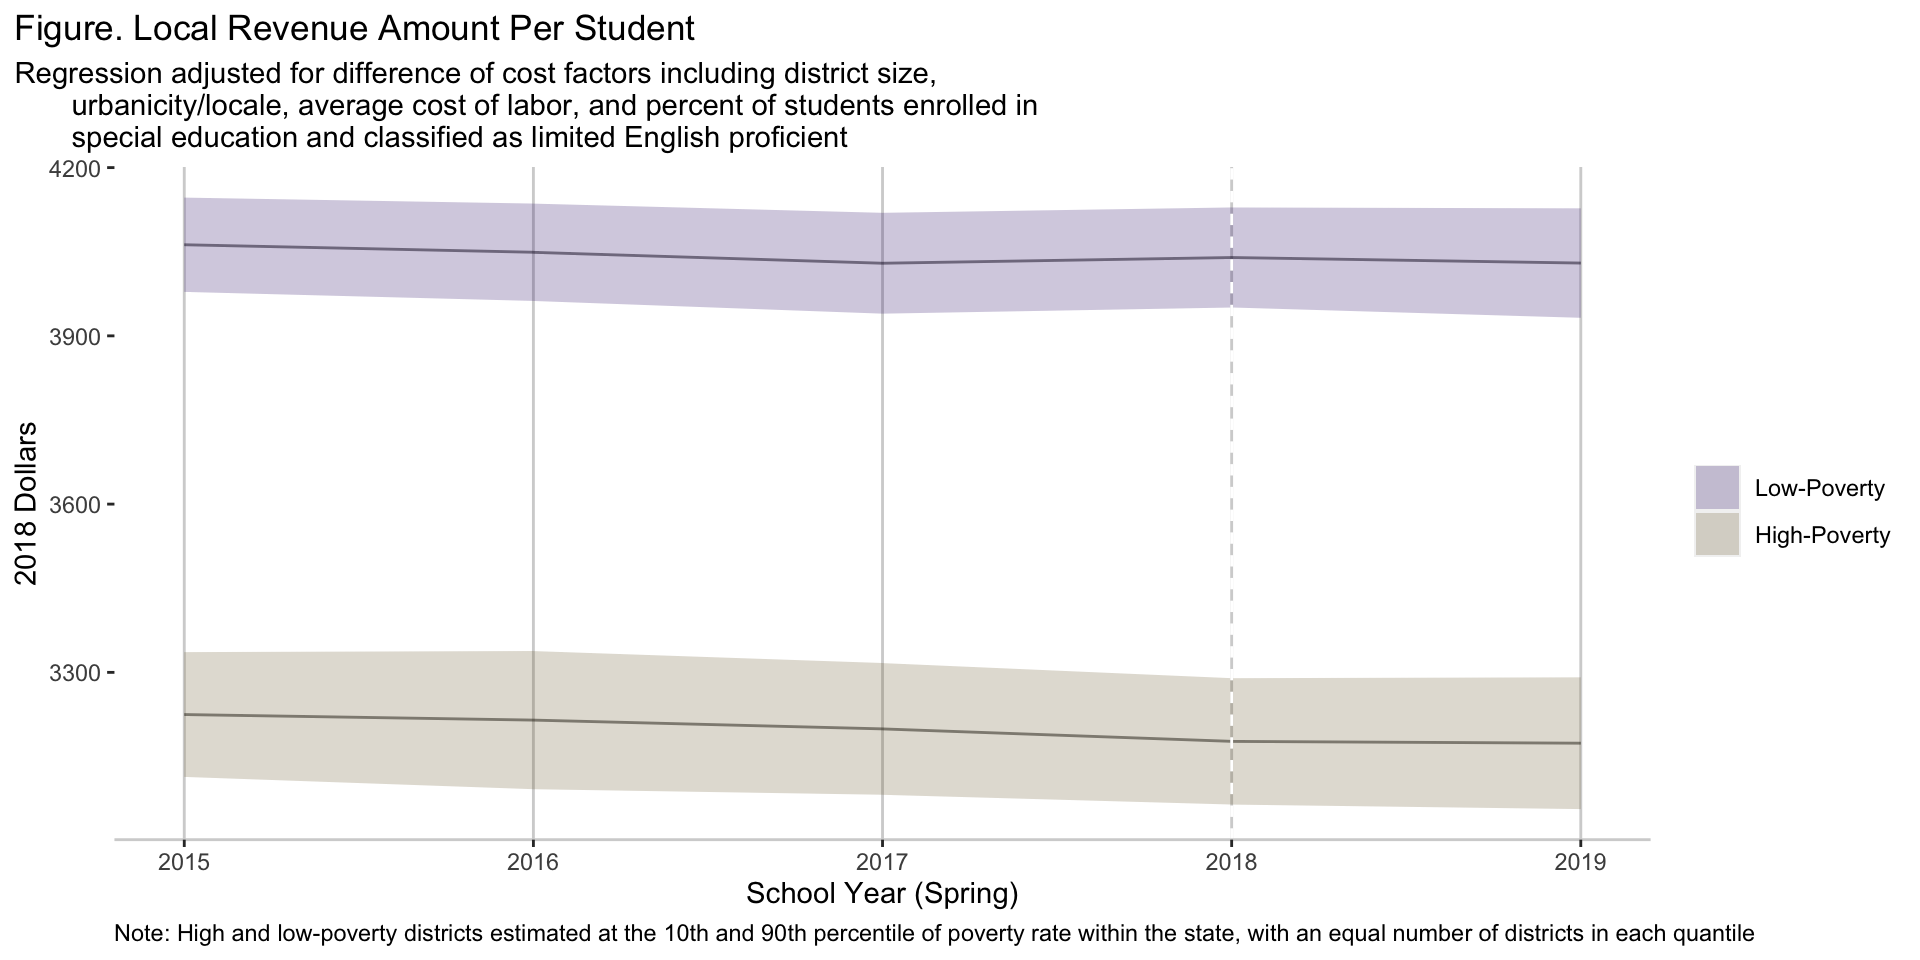 Figure. Local Revenue Amount Per Student
Regression adjusted for difference of cost factors including district size,
urbanicity/locale, average cost of labor, and percent of students enrolled in
special education and classified as limited English proficient
4200
3900
3600
3300
2018 Dollars
Low-Poverty
High-Poverty
2015 2016 2017 2018 2019
School Year (Spring)
Note: High and low-poverty districts estimated at the 10th and 90th percentile of poverty rate within the state, with an equal number of districts in each quantile